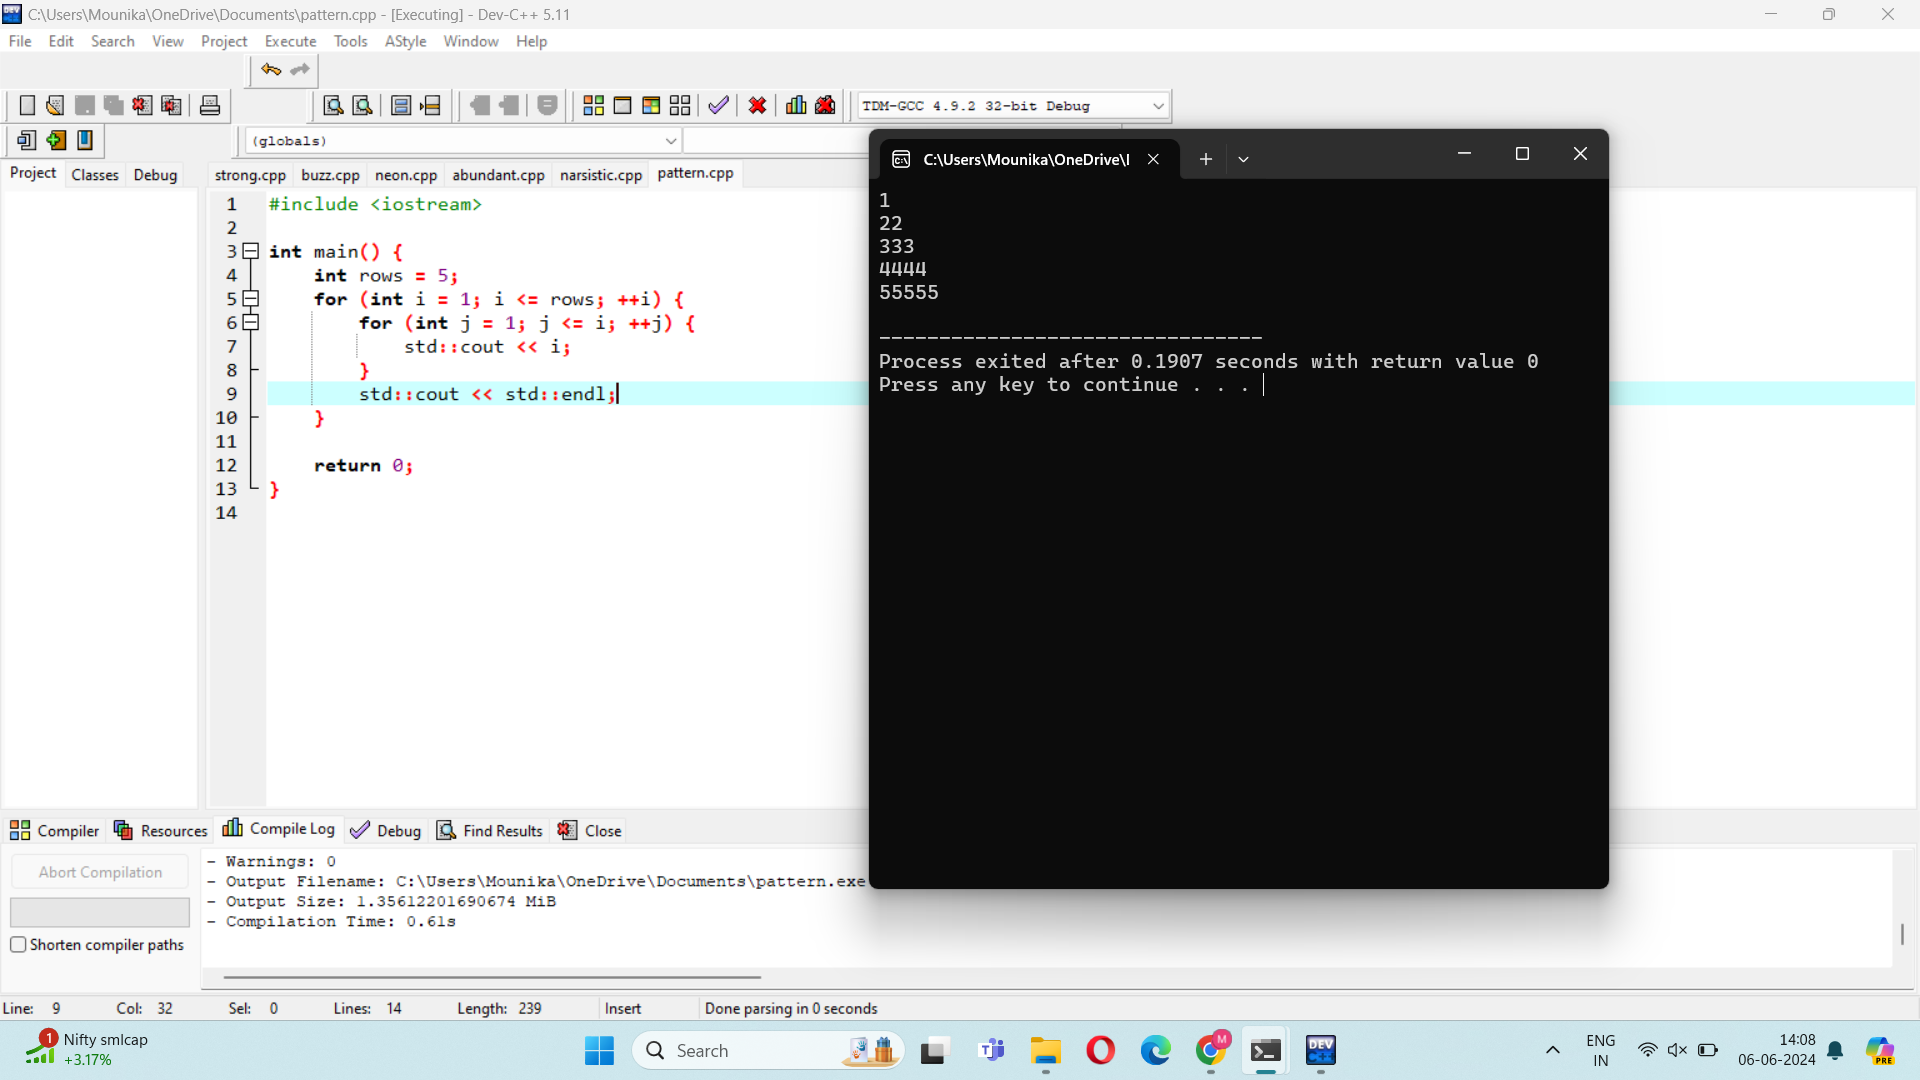 C:\Users\Mounika\OneDrive\Documents\pattern.cpp - [Executing] - Dev-C++ 5.11
File Edit Search View Project Execute Tools AStyle Window Help
TDM-GCC 4.9.2 32-bit Debug
(globals)
Project Classes Debug
strong.cpp buzz.cpp neon.cpp abundant.cpp narsistic.cpp pattern.cpp
1 #include <iostream>
2
3 int main() {
4     int rows = 5;
5     for (int i = 1; i <= rows; ++i) {
6         for (int j = 1; j <= i; ++j) {
7             std::cout << i;
8         }
9         std::cout << std::endl;
10     }
11
12     return 0;
13 }
14
C:\Users\Mounika\OneDrive\
1
22
333
4444
55555
--------------------------------
Process exited after 0.1907 seconds with return value 0
Press any key to continue . . .
Compiler Resources Compile Log Debug Find Results Close
Abort Compilation
Shorten compiler paths
- Warnings: 0
- Output Filename: C:\Users\Mounika\OneDrive\Documents\pattern.exe
- Output Size: 1.35612201690674 MiB
- Compilation Time: 0.61s
Line: 9 Col: 32 Sel: 0 Lines: 14 Length: 239 Insert Done parsing in 0 seconds
1
Nifty smlcap
+3.17%
Search
M
DEV
ENG
IN
14:08
06-06-2024
PRE